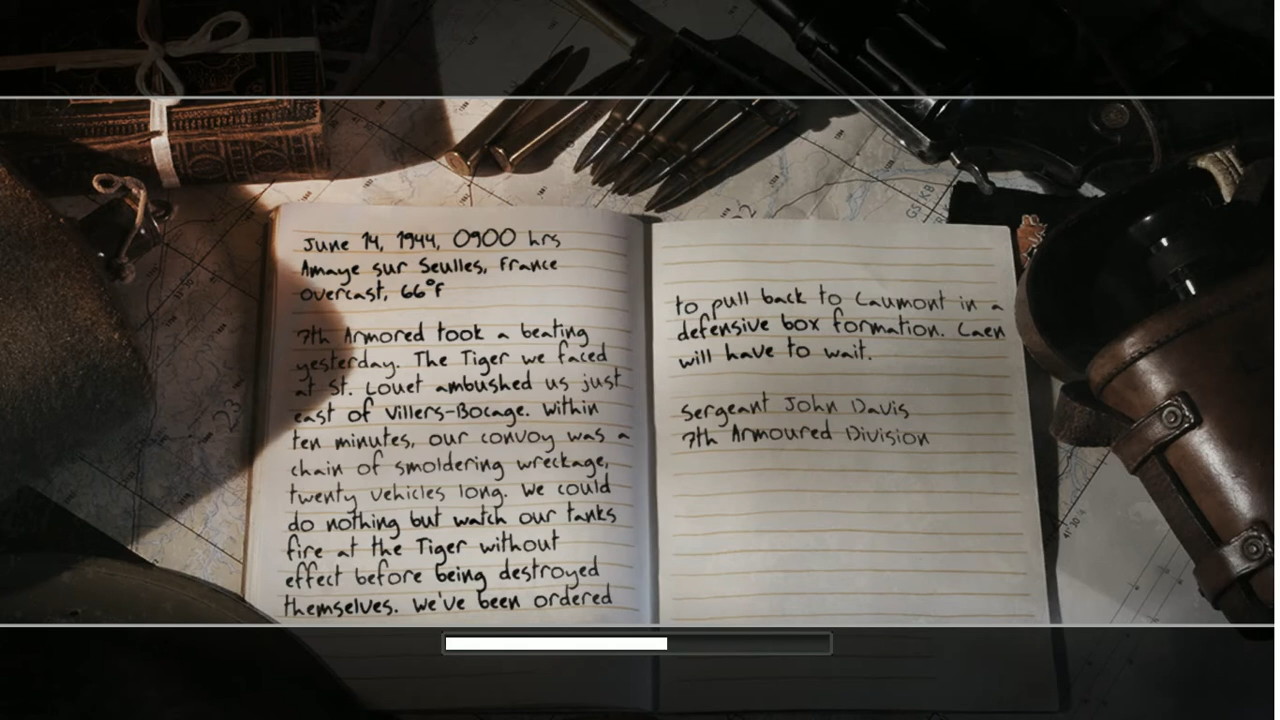 June 14, 1944, 0900 hrs
Amaye sur Seulles, France
Overcast, 66°F
7th Armored took a beating
yesterday. The Tiger we faced
at St. Louet ambushed us just
east of Villers-Bocage. Within
ten minutes, our convoy was a
chain of smoldering wreckage,
twenty vehicles long. We could
do nothing but watch our tanks
fire at the Tiger without
effect before being destroyed
themselves. We've been ordered
to pull back to Caumont in a
defensive box formation. Caen
will have to wait.
Sergeant John Davis
7th Armoured Division
GS KB